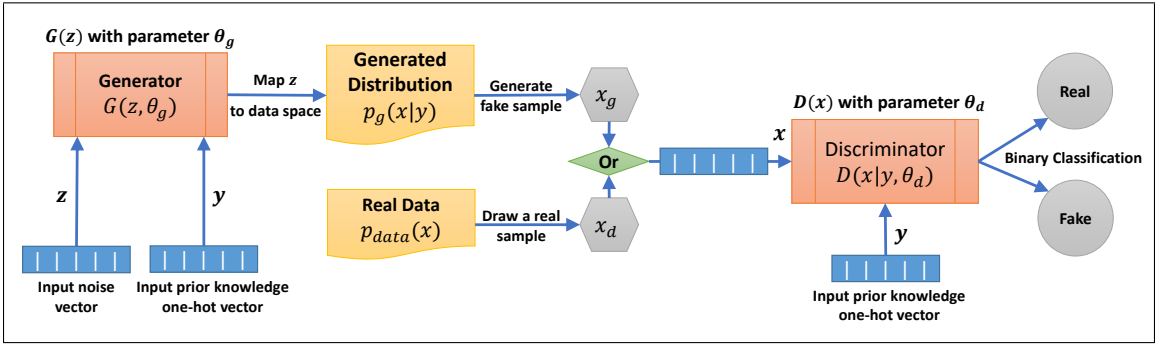 G(z) with parameter θg
Generator
G(z, θg)
z
y
Input noise
vector
Input prior knowledge
one-hot vector
Map z
to data space
Generated
Distribution
pg(x|y)
Generate
fake sample
xg
Or
Real Data
pdata(x)
Draw a real
sample
xd
x
D(x) with parameter θd
Discriminator
D(x|y, θd)
y
Input prior knowledge
one-hot vector
Real
Binary Classification
Fake